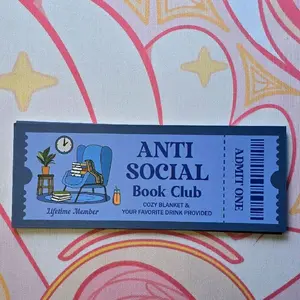 ANTI
SOCIAL
Book Club
COZY BLANKET &
YOUR FAVORITE DRINK PROVIDED
Lifetime Member
ADMIT ONE